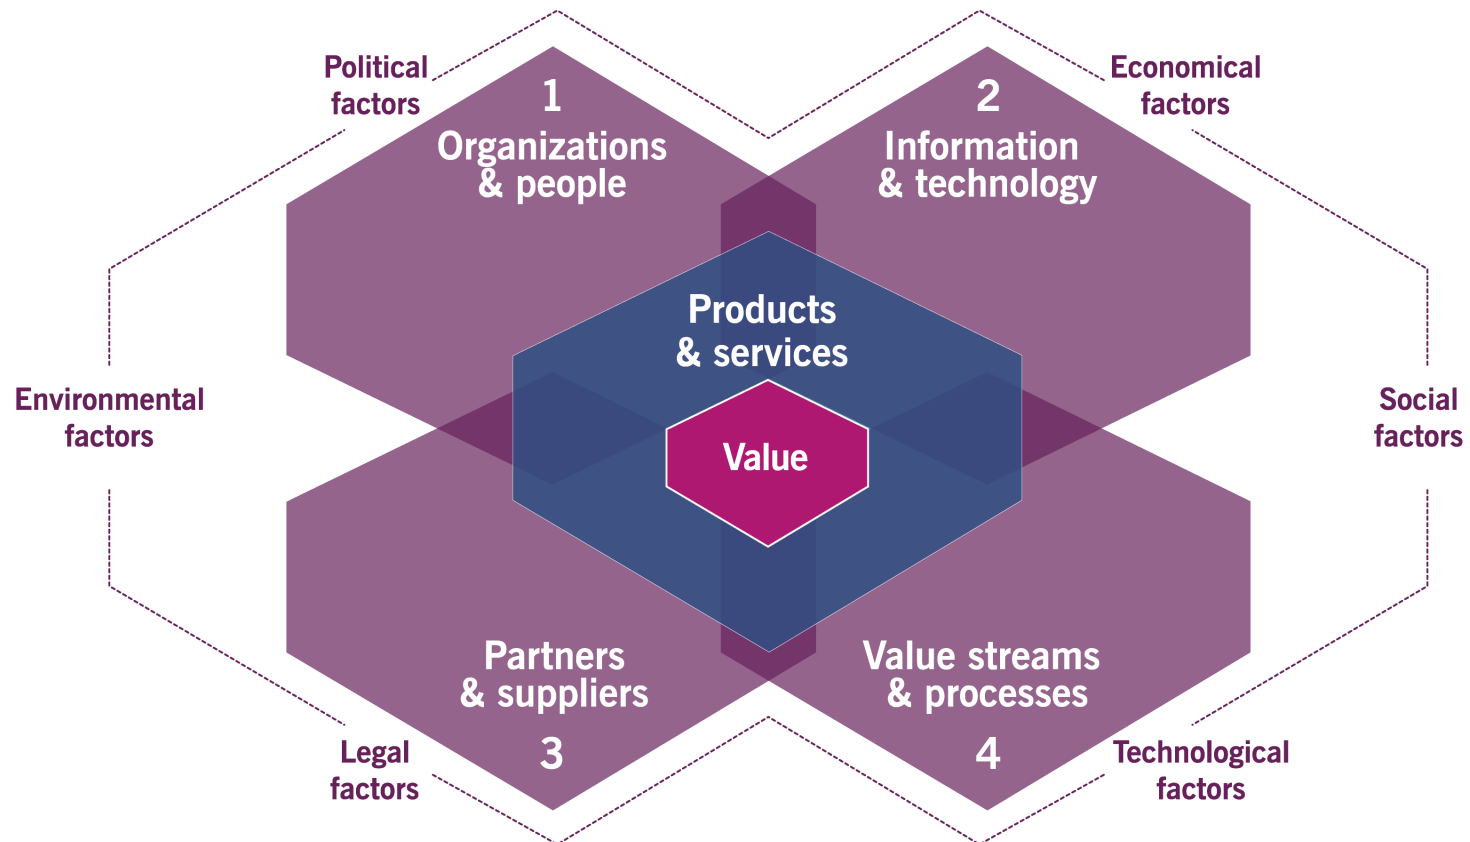 Political
factors
Economical
factors
1
Organizations
& people
2
Information
& technology
Products
& services
Environmental
factors
Value
Social
factors
Partners
& suppliers
3
Value streams
& processes
4
Legal
factors
Technological
factors